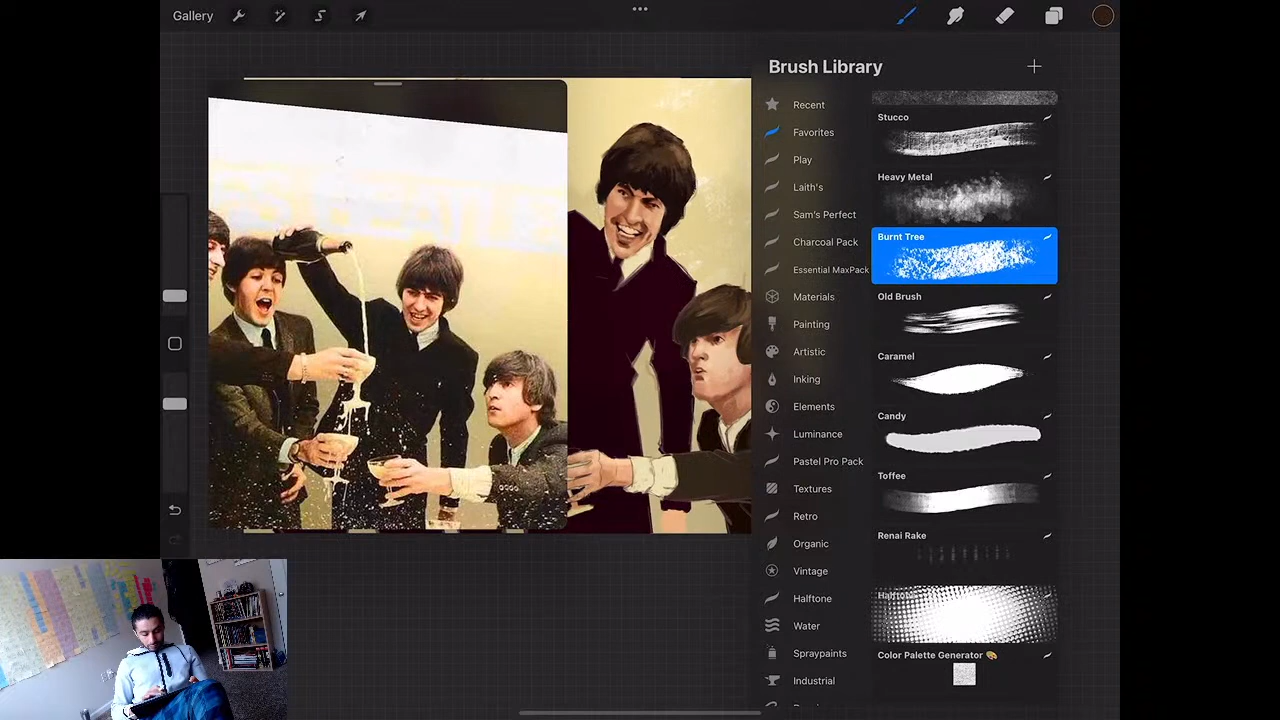 Gallery
Brush Library
Recent
Favorites
Play
Laith's
Sam's Perfect
Charcoal Pack
Essential MaxPack
Materials
Painting
Artistic
Inking
Elements
Luminance
Pastel Pro Pack
Textures
Retro
Organic
Vintage
Halftone
Water
Spraypaints
Industrial
Stucco
Heavy Metal
Burnt Tree
Old Brush
Caramel
Candy
Toffee
Renai Rake
Halftone
Color Palette Generator 🎨